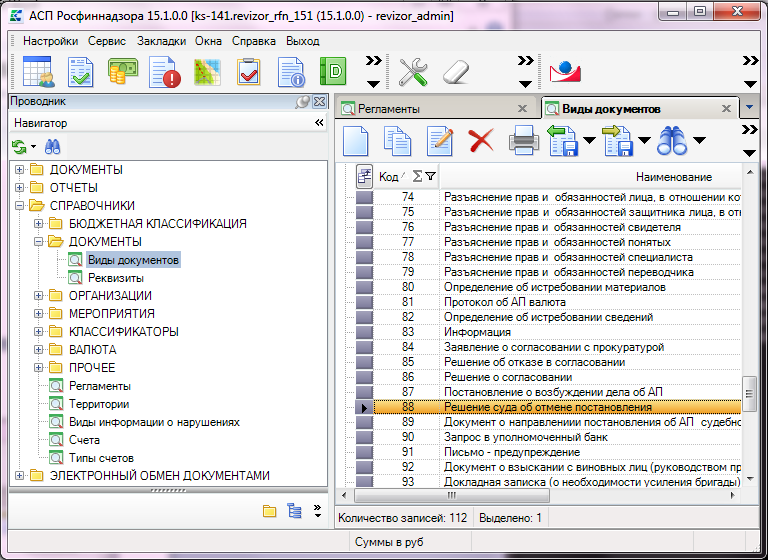 АСП Росфиннадзора 15.1.0.0 [ks-141.revizor_rfn_151 (15.1.0.0) - revizor_admin]
Настройки Сервис Закладки Окна Справка Выход
Проводник
Навигатор
ДОКУМЕНТЫ
ОТЧЕТЫ
СПРАВОЧНИКИ
БЮДЖЕТНАЯ КЛАССИФИКАЦИЯ
ДОКУМЕНТЫ
Виды документов
Реквизиты
ОРГАНИЗАЦИИ
МЕРОПРИЯТИЯ
КЛАССИФИКАТОРЫ
ВАЛЮТА
ПРОЧЕЕ
Регламенты
Территории
Виды информации о нарушениях
Счета
Типы счетов
ЭЛЕКТРОННЫЙ ОБМЕН ДОКУМЕНТАМИ
Регламенты Виды документов
Код Наименование
74 Разъяснение прав и обязанностей лица, в отношении ко
75 Разъяснение прав и обязанностей защитника лица, в от
76 Разъяснение прав и обязанностей свидетеля
77 Разъяснение прав и обязанностей понятых
78 Разъяснение прав и обязанностей специалиста
79 Разъяснение прав и обязанностей переводчика
80 Определение об истребовании материалов
81 Протокол об АП валюта
82 Определение об истребовании сведений
83 Информация
84 Заявление о согласовании с прокуратурой
85 Решение об отказе в согласовании
86 Решение о согласовании
87 Постановление о возбуждении дела об АП
88 Решение суда об отмене постановления
89 Документ о направлениии постановления об АП судебно
90 Запрос в уполномоченный банк
91 Письмо - предупреждение
92 Документ о взыскании с виновных лиц (руководством пр
93 Докладная записка (о необходимости усиления бригады)
Количество записей: 112 Выделено: 1
Суммы в руб